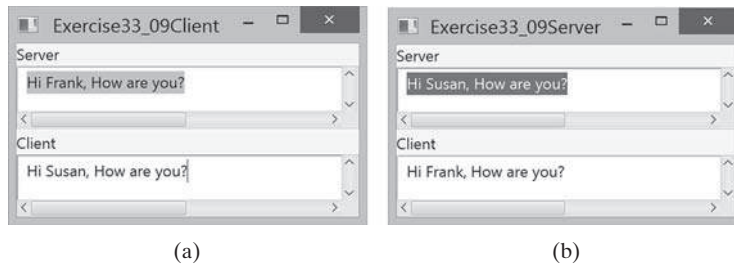 Exercise33_09Client
Server
Hi Frank, How are you?
Client
Hi Susan, How are you?
(a)
Exercise33_09Server
Server
Hi Susan, How are you?
Client
Hi Frank, How are you?
(b)